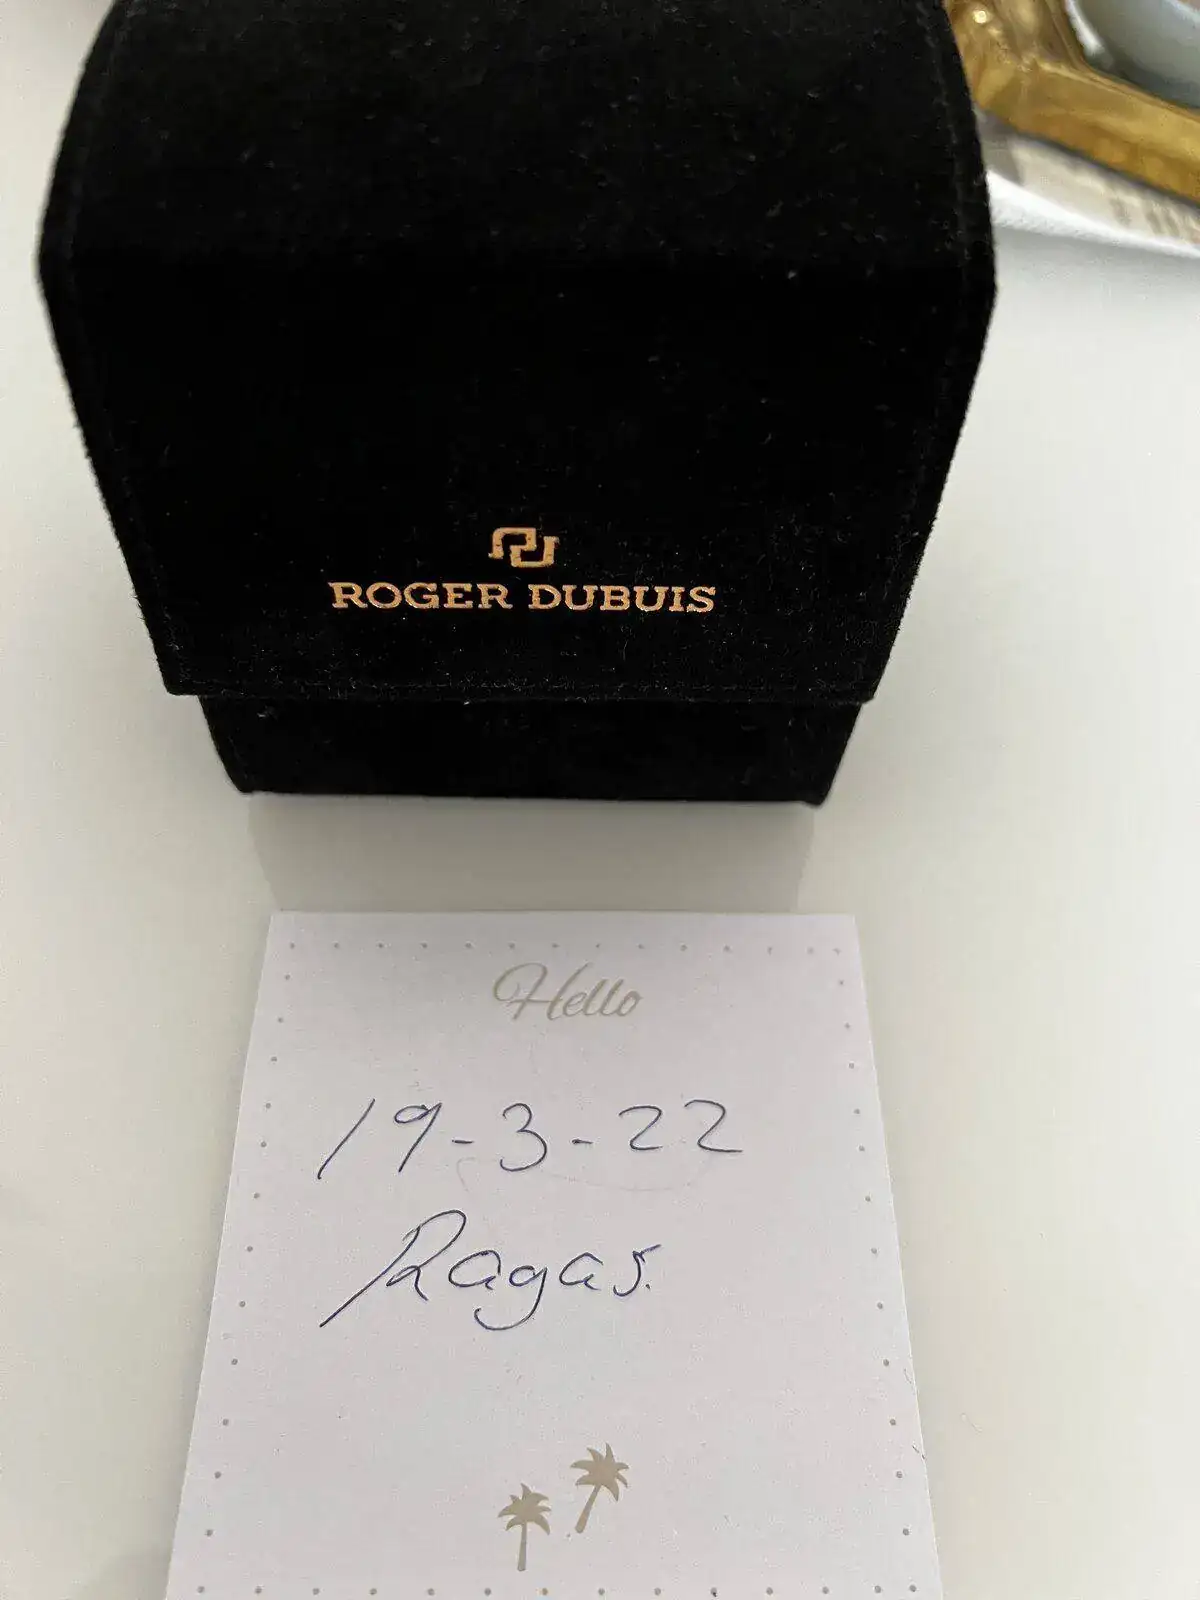 ROGER DUBUIS
Hello
19-3-22
Ragas.